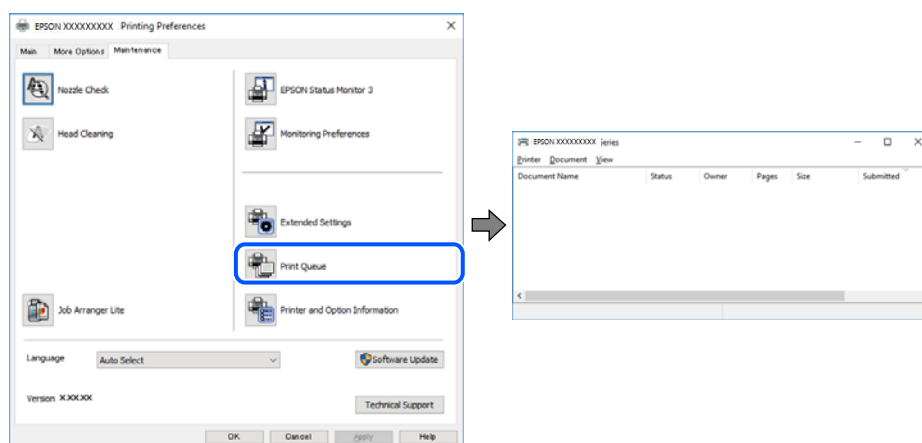 EPSON XXXXXXXXX Printing Preferences
Main More Options Maintenance
Nozzle Check
EPSON Status Monitor 3
Head Cleaning
Monitoring Preferences
Extended Settings
Print Queue
Job Arranger Lite
Printer and Option Information
Language Auto Select Software Update
Version X.XX.XX
Technical Support
OK Cancel Apply Help
EPSON XXXXXXXXX eries
Printer Document View
Document Name Status Owner Pages Size Submitted